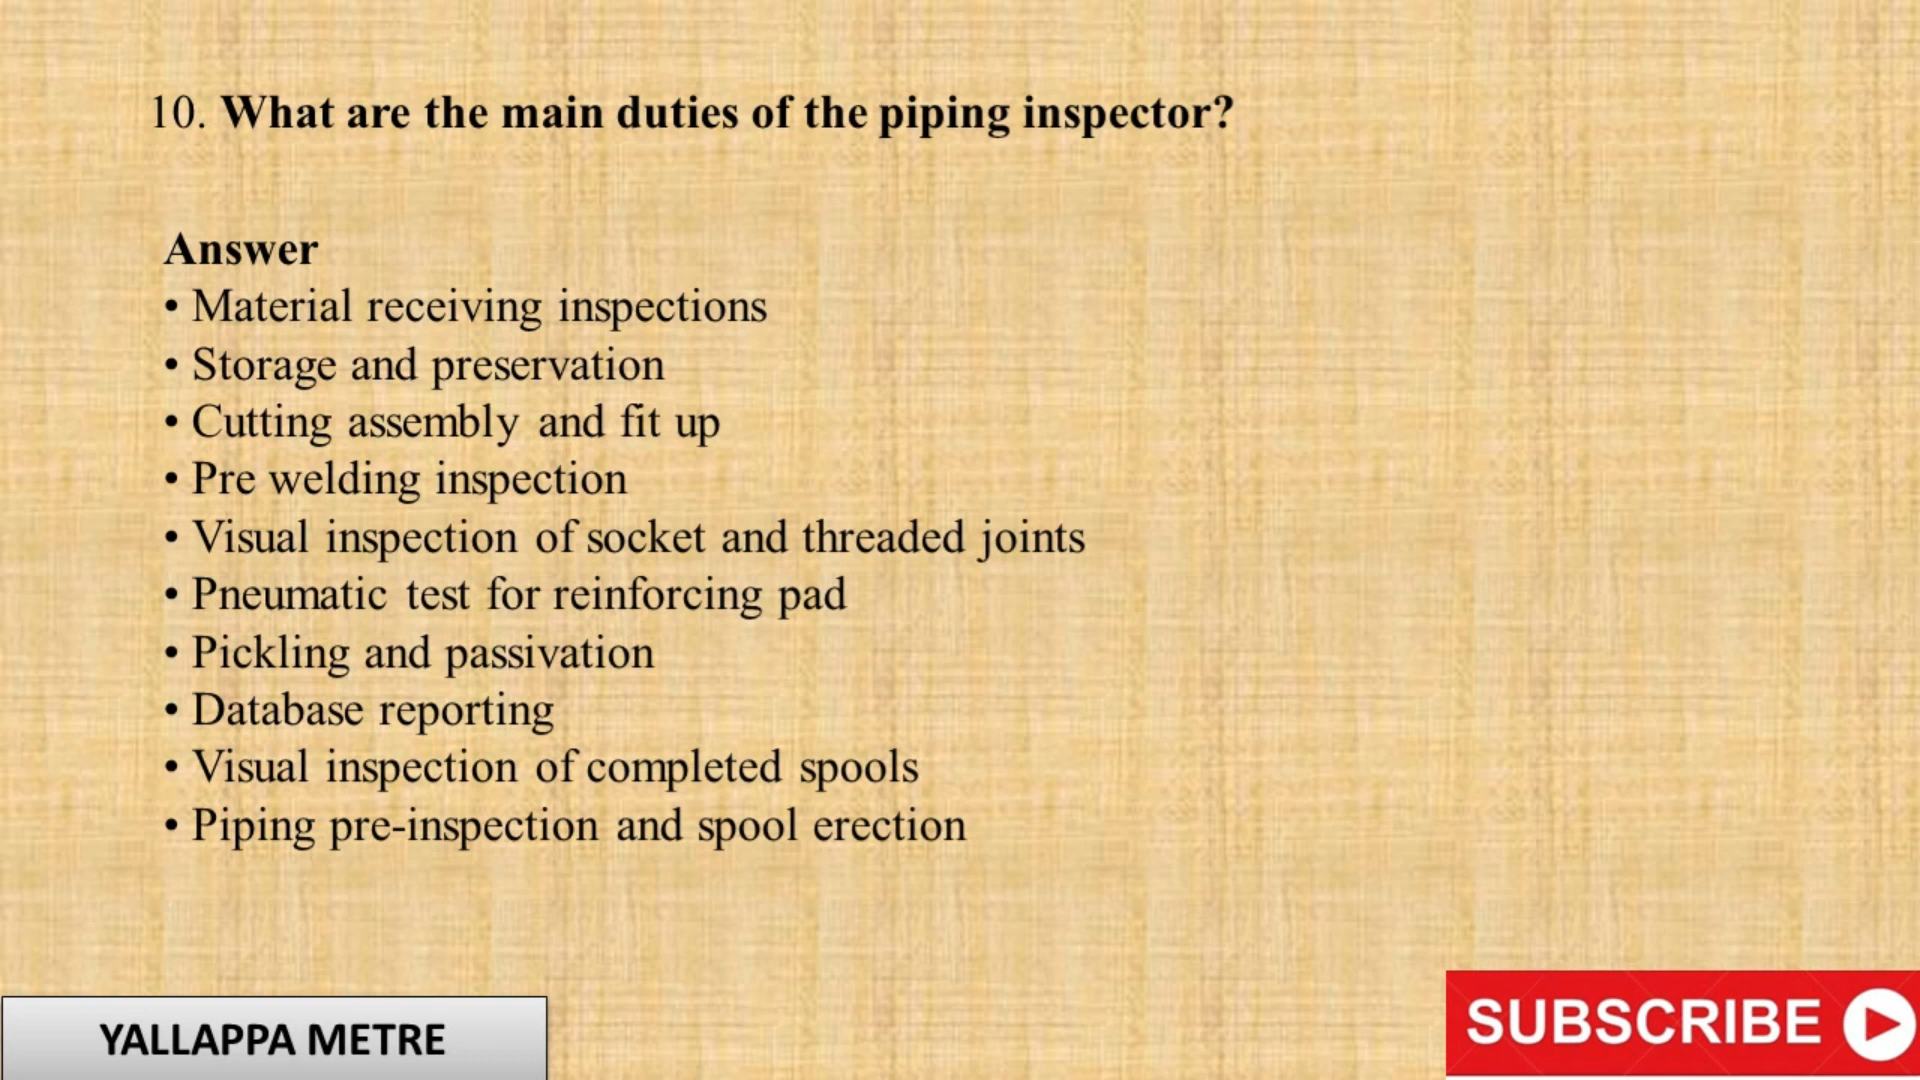 10. What are the main duties of the piping inspector?
Answer
• Material receiving inspections
• Storage and preservation
• Cutting assembly and fit up
• Pre welding inspection
• Visual inspection of socket and threaded joints
• Pneumatic test for reinforcing pad
• Pickling and passivation
• Database reporting
• Visual inspection of completed spools
• Piping pre-inspection and spool erection
YALLAPPA METRE
SUBSCRIBE